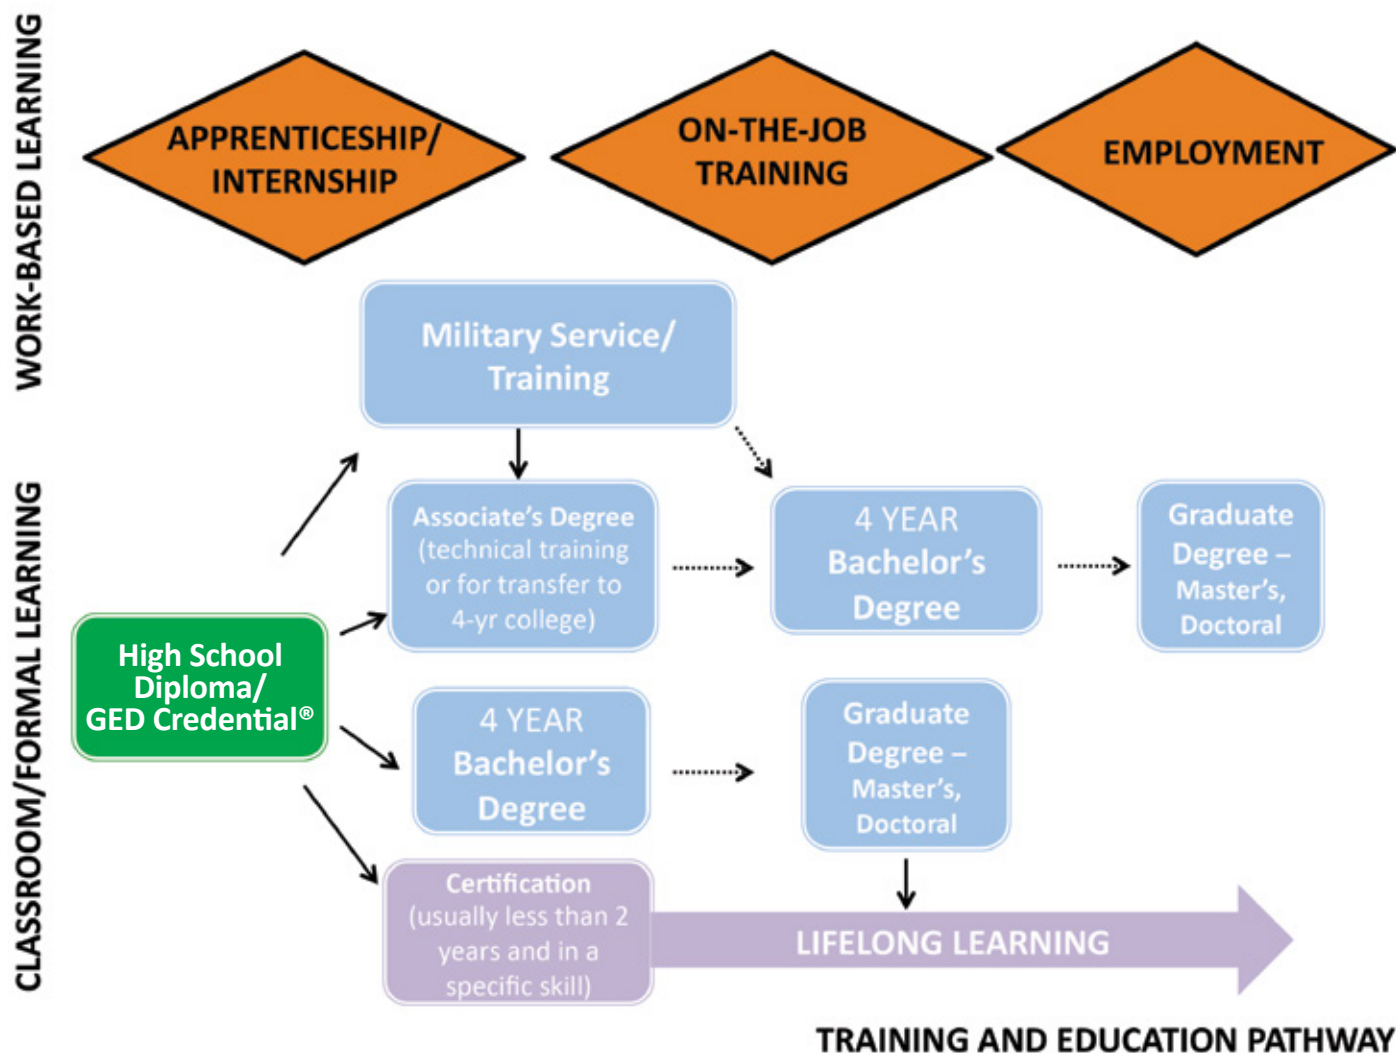 WORK-BASED LEARNING
APPRENTICESHIP/
INTERNSHIP
ON-THE-JOB
TRAINING
EMPLOYMENT
Military Service/
Training
CLASSROOM/FORMAL LEARNING
High School
Diploma/
GED Credential®
Associate's Degree
(technical training
or for transfer to
4-yr college)
4 YEAR
Bachelor's
Degree
Graduate
Degree –
Master's,
Doctoral
4 YEAR
Bachelor's
Degree
Graduate
Degree –
Master's,
Doctoral
Certification
(usually less than 2
years and in a
specific skill)
LIFELONG LEARNING
TRAINING AND EDUCATION PATHWAY